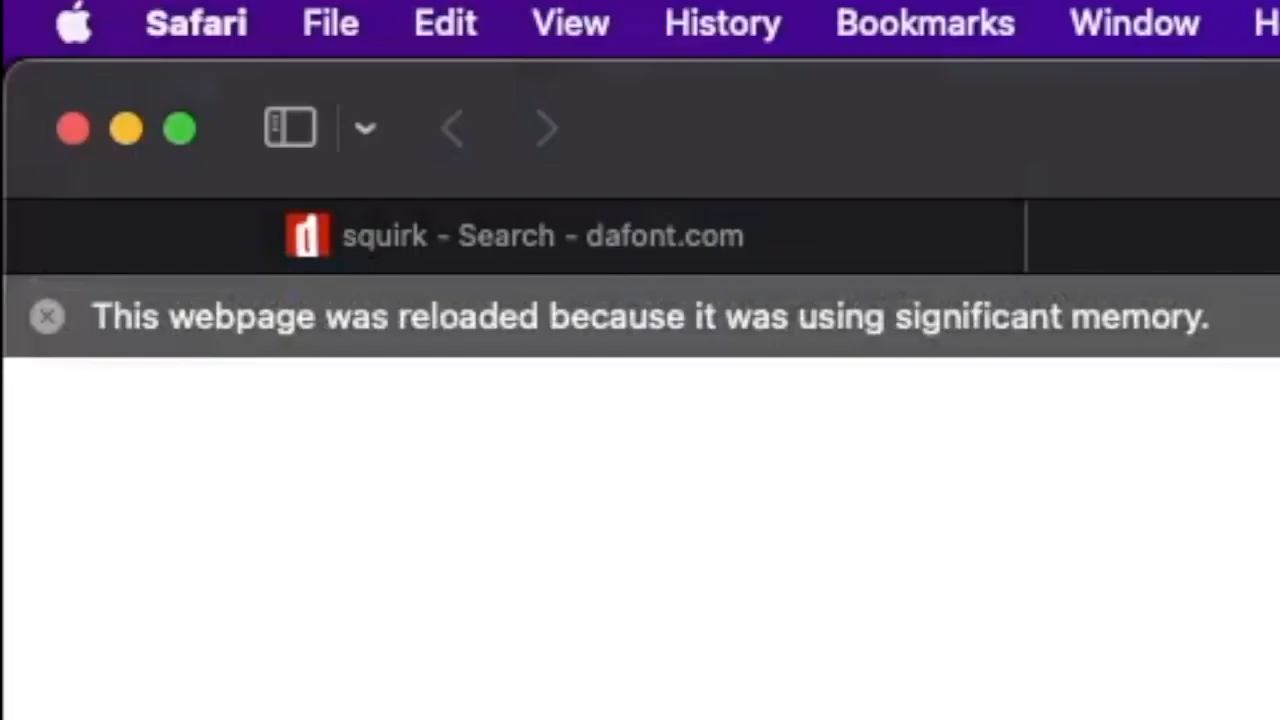 Safari File Edit View History Bookmarks Window H
squirk - Search - dafont.com
This webpage was reloaded because it was using significant memory.